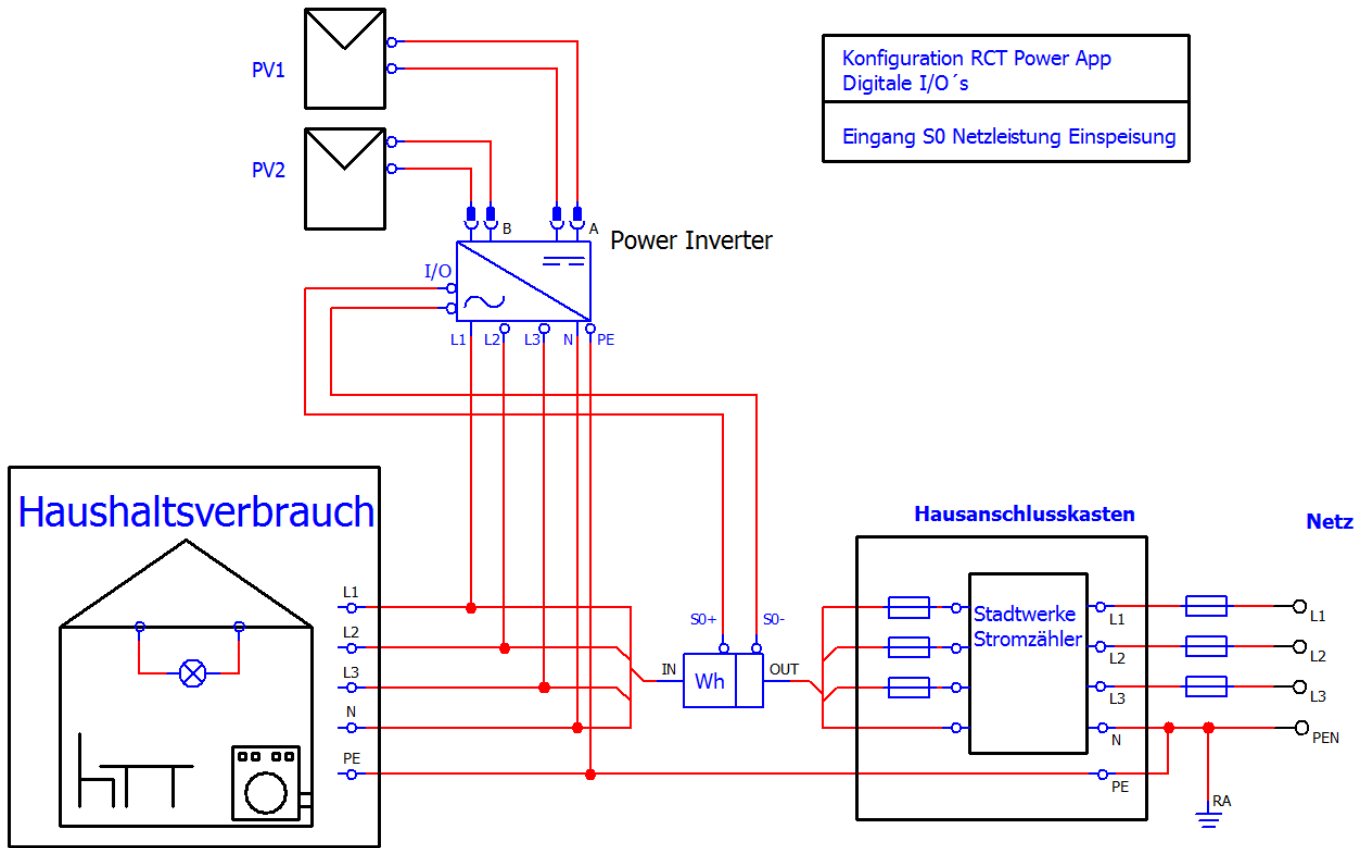 PV1
PV2
Konfiguration RCT Power App
Digitale I/O´s
Eingang S0 Netzleistung Einspeisung
B
A
Power Inverter
I/O
L1
L2
L3
N
PE
Haushaltsverbrauch
L1
L2
L3
N
PE
S0+
S0-
IN
Wh
OUT
Hausanschlusskasten
Netz
Stadtwerke
Stromzähler
L1
L2
L3
N
PE
L1
L2
L3
PEN
RA